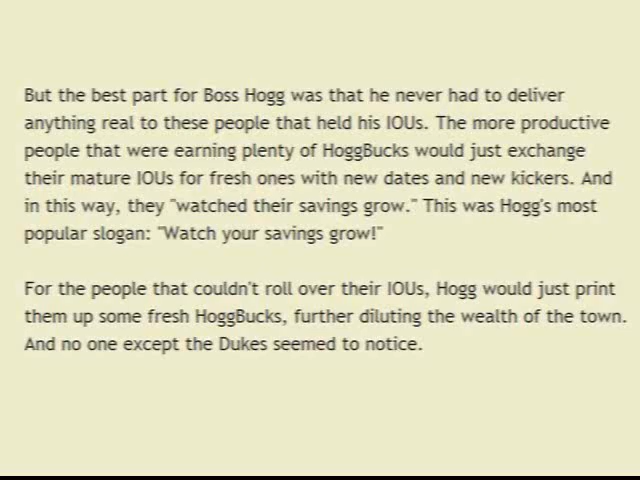 But the best part for Boss Hogg was that he never had to deliver
anything real to these people that held his IOUs. The more productive
people that were earning plenty of HoggBucks would just exchange
their mature IOUs for fresh ones with new dates and new kickers. And
in this way, they "watched their savings grow." This was Hogg's most
popular slogan: "Watch your savings grow!"
For the people that couldn't roll over their IOUs, Hogg would just print
them up some fresh HoggBucks, further diluting the wealth of the town.
And no one except the Dukes seemed to notice.